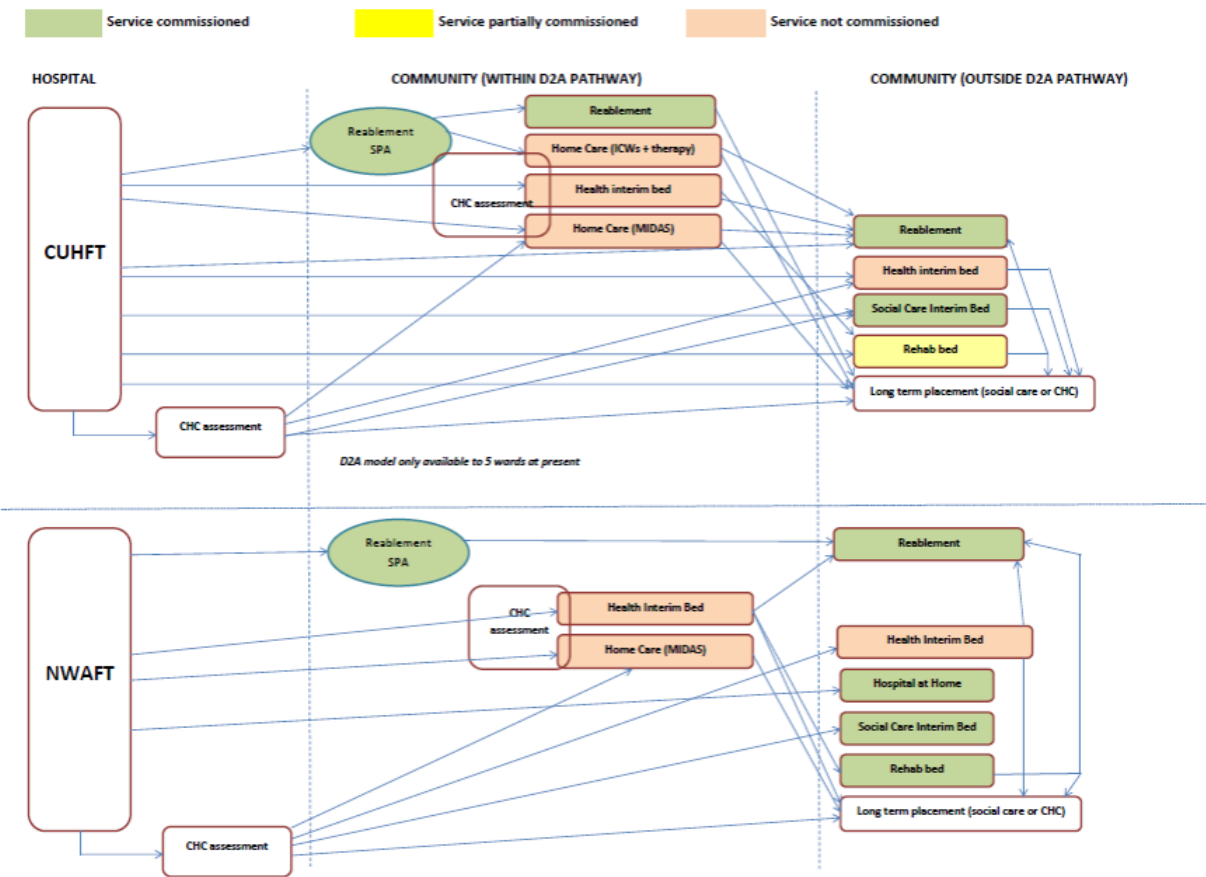 Service commissioned
Service partially commissioned
Service not commissioned
HOSPITAL
COMMUNITY (WITHIN D2A PATHWAY)
COMMUNITY (OUTSIDE D2A PATHWAY)
CUHFT
Reablement
SPA
Reablement
Home Care (ICWs + therapy)
CHC assessment
Health interim bed
Home Care (MIDAS)
Reablement
Health interim bed
Social Care Interim Bed
Rehab bed
Long term placement (social care or CHC)
CHC assessment
D2A model only available to 5 wards at present
NWAFT
Reablement
SPA
CHC
assessment
Health Interim Bed
Home Care (MIDAS)
Reablement
Health Interim Bed
Hospital at Home
Social Care Interim Bed
Rehab bed
Long term placement (social care or CHC)
CHC assessment